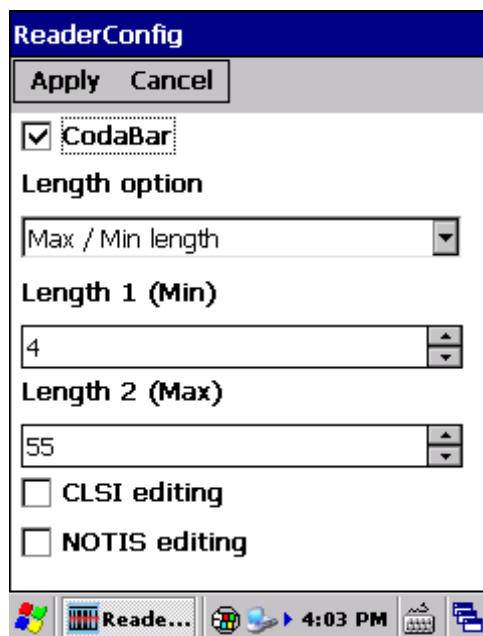 ReaderConfig
Apply Cancel
CodaBar
Length option
Max / Min length
Length 1 (Min)
4
Length 2 (Max)
55
CLSI editing
NOTIS editing
Reade... 4:03 PM